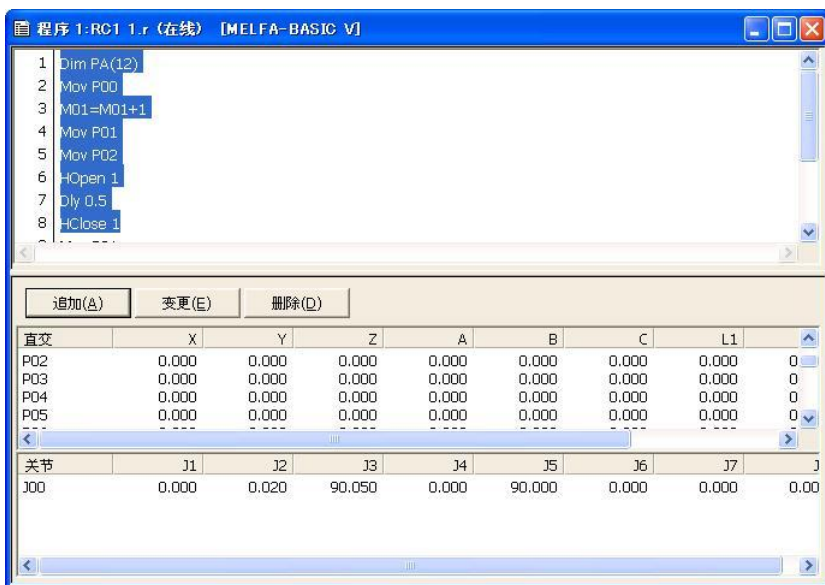 程序 1:RC1 1.r (在线) [MELFA-BASIC V]
1 Dim PA(12)
2 Mov P00
3 M01=M01+1
4 Mov P01
5 Mov P02
6 HOpen 1
7 Dly 0.5
8 HClose 1
追加(A) 变更(E) 删除(D)
直交 X Y Z A B C L1
P02 0.000 0.000 0.000 0.000 0.000 0.000 0.000 0
P03 0.000 0.000 0.000 0.000 0.000 0.000 0.000 0
P04 0.000 0.000 0.000 0.000 0.000 0.000 0.000 0
P05 0.000 0.000 0.000 0.000 0.000 0.000 0.000 0
关节 J1 J2 J3 J4 J5 J6 J7 J
J00 0.000 0.020 90.050 0.000 90.000 0.000 0.000 0.00